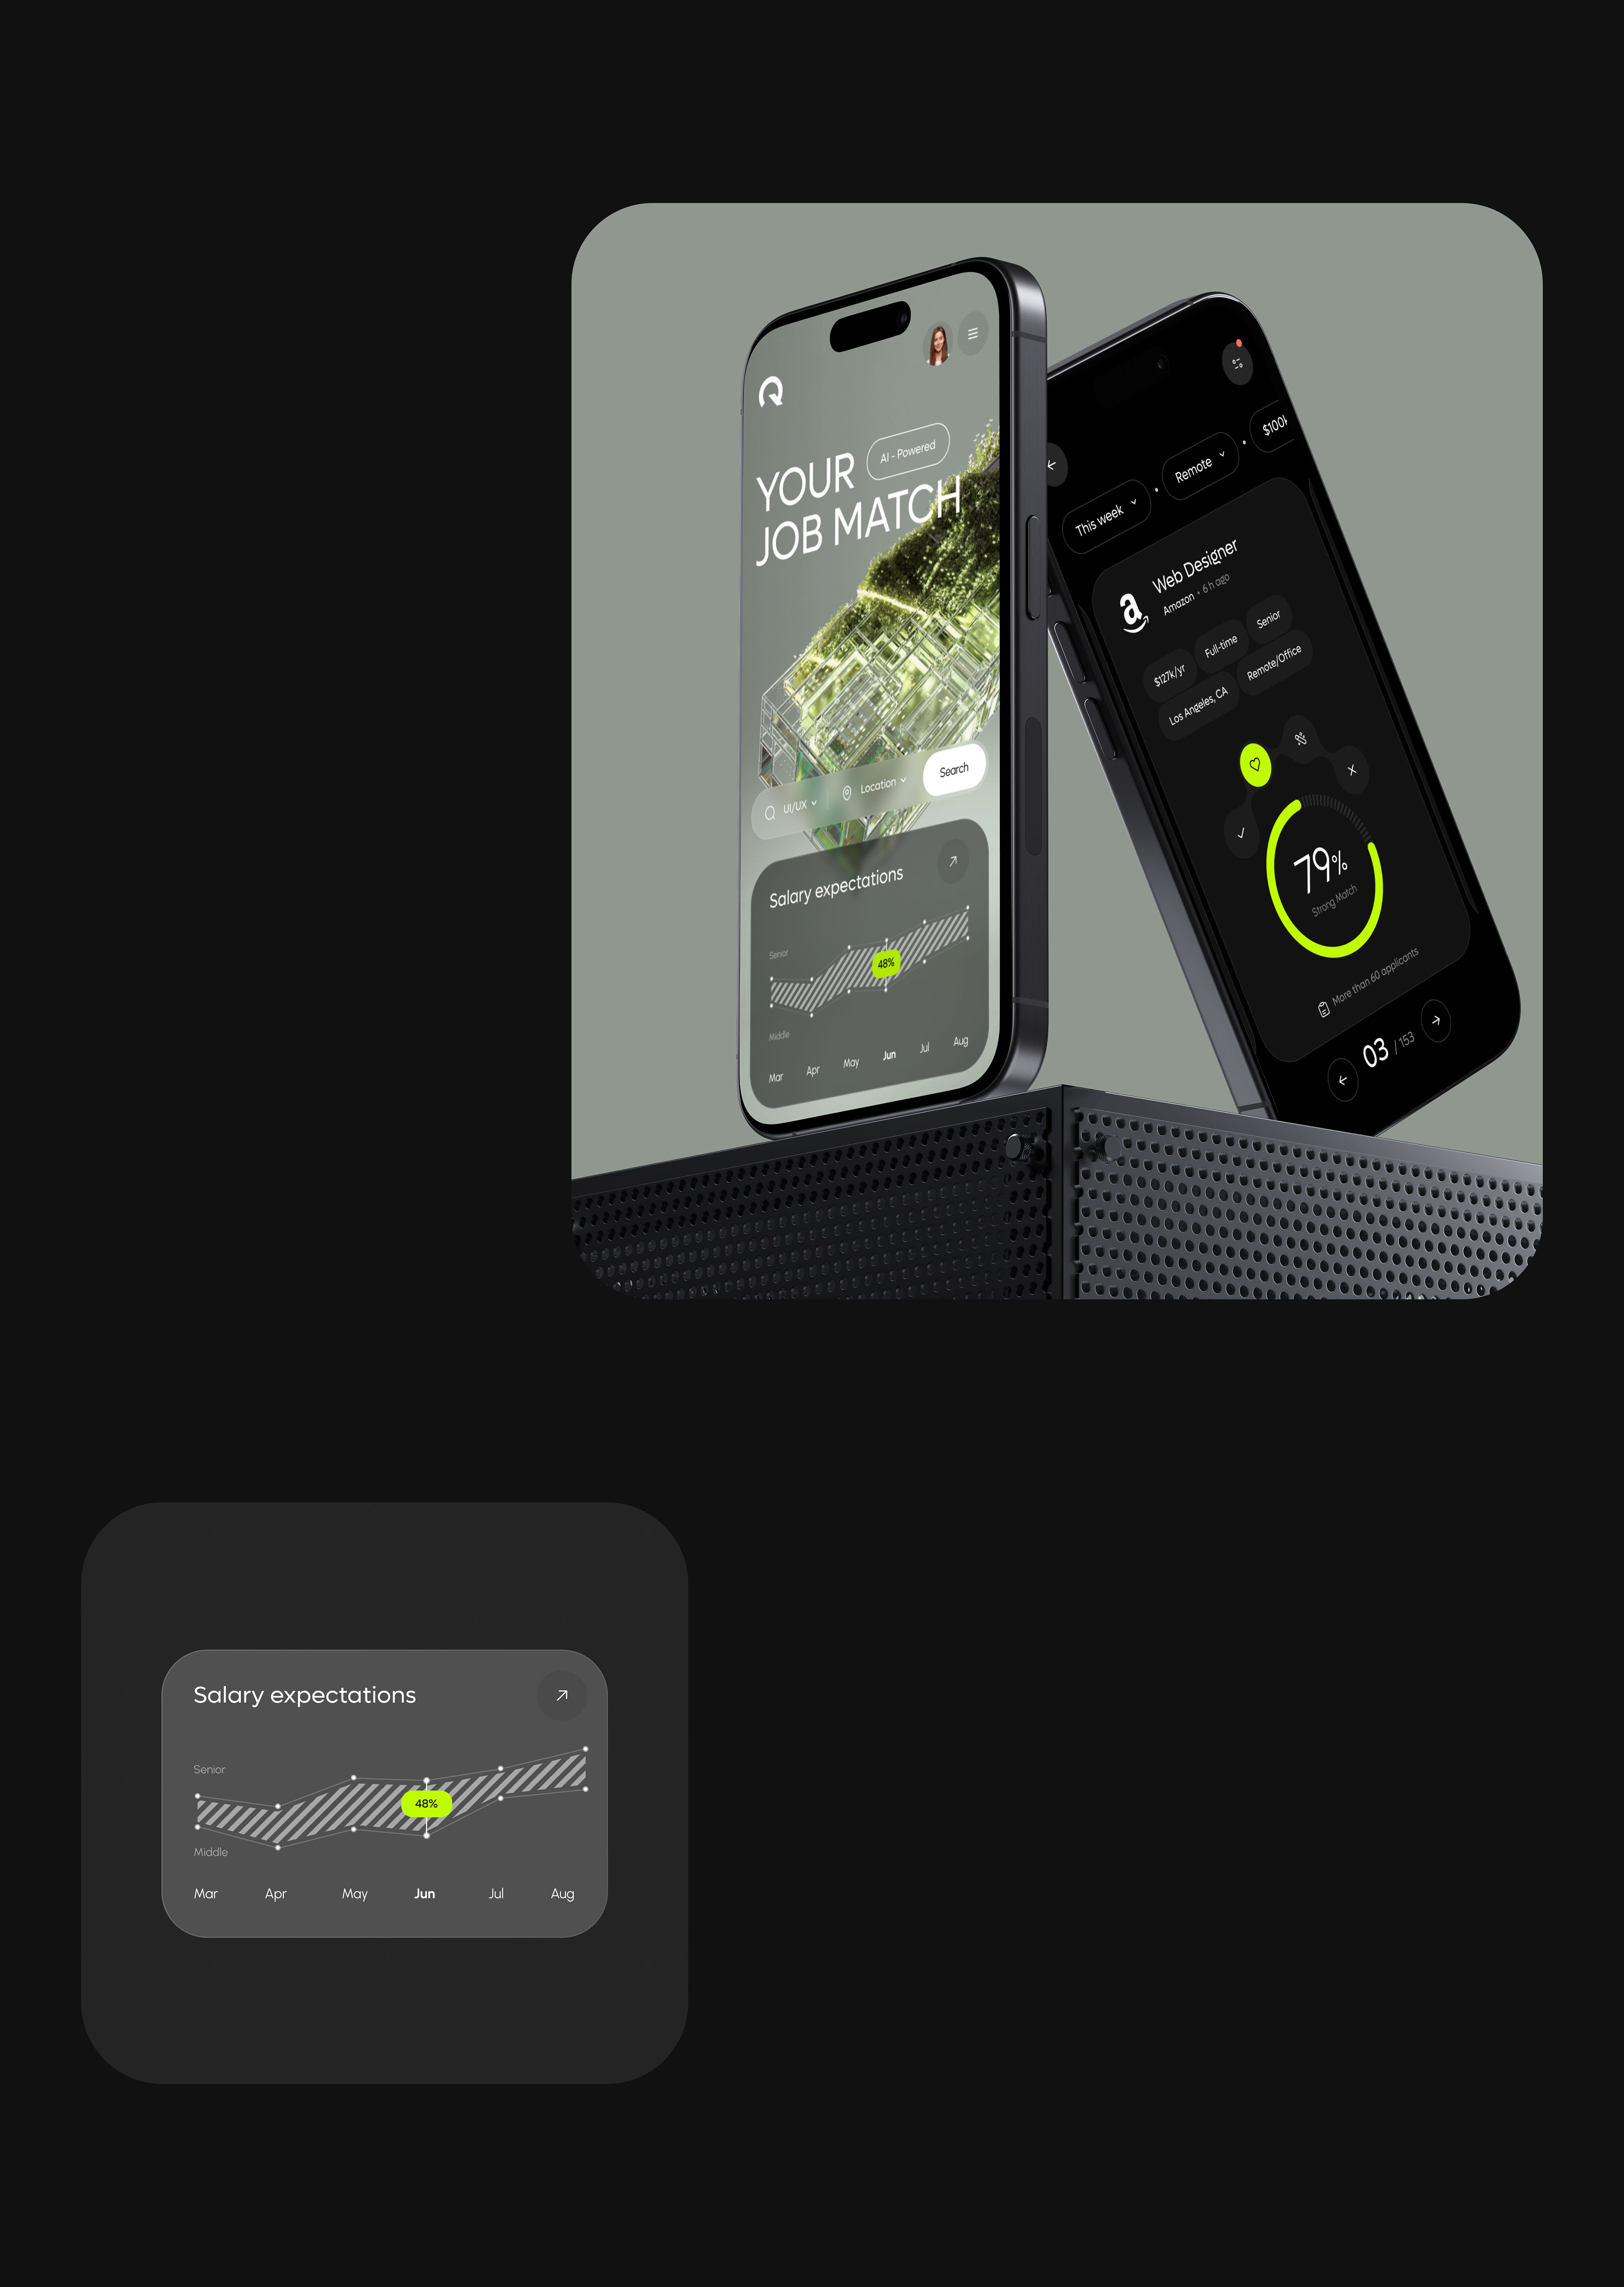 YOUR AI - Powered
JOB MATCH
UI/UX Location Search
Salary expectations
Senior
48%
Middle
Mar Apr May Jun Jul Aug
This week • Remote •
Web Designer
Amazon • 6 h ago
$127k/yr Full-time Senior
Los Angeles, CA Remote/Office
79%
Strong Match
More than 60 applicants
03 / 153
Salary expectations
Senior
48%
Middle
Mar Apr May Jun Jul Aug